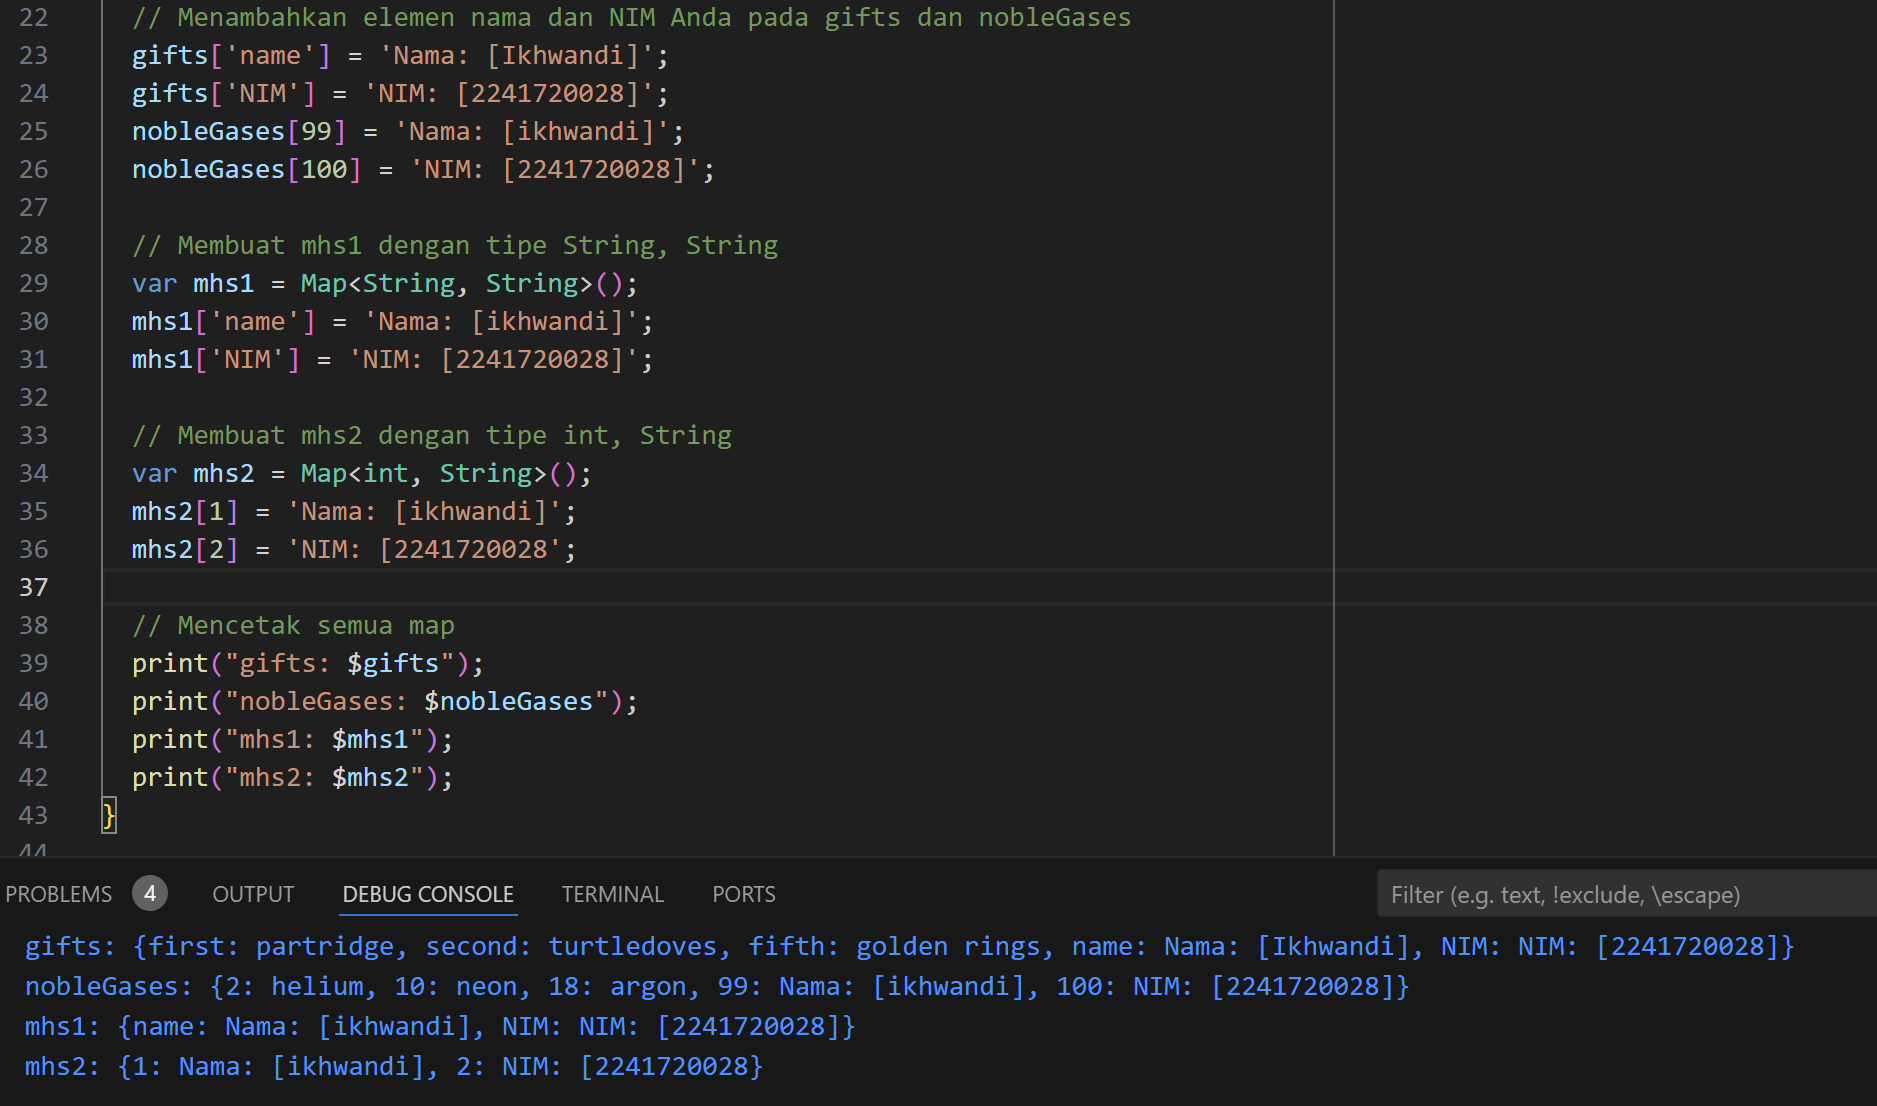 22 // Menambahkan elemen nama dan NIM Anda pada gifts dan nobleGases
23 gifts['name'] = 'Nama: [Ikhwandi]';
24 gifts['NIM'] = 'NIM: [2241720028]';
25 nobleGases[99] = 'Nama: [ikhwandi]';
26 nobleGases[100] = 'NIM: [2241720028]';
27
28 // Membuat mhs1 dengan tipe String, String
29 var mhs1 = Map<String, String>();
30 mhs1['name'] = 'Nama: [ikhwandi]';
31 mhs1['NIM'] = 'NIM: [2241720028]';
32
33 // Membuat mhs2 dengan tipe int, String
34 var mhs2 = Map<int, String>();
35 mhs2[1] = 'Nama: [ikhwandi]';
36 mhs2[2] = 'NIM: [2241720028';
37
38 // Mencetak semua map
39 print("gifts: $gifts");
40 print("nobleGases: $nobleGases");
41 print("mhs1: $mhs1");
42 print("mhs2: $mhs2");
43 }
44
PROBLEMS 4 OUTPUT DEBUG CONSOLE TERMINAL PORTS Filter (e.g. text, !exclude, \escape)
gifts: {first: partridge, second: turtledoves, fifth: golden rings, name: Nama: [Ikhwandi], NIM: NIM: [2241720028]}
nobleGases: {2: helium, 10: neon, 18: argon, 99: Nama: [ikhwandi], 100: NIM: [2241720028]}
mhs1: {name: Nama: [ikhwandi], NIM: NIM: [2241720028]}
mhs2: {1: Nama: [ikhwandi], 2: NIM: [2241720028}